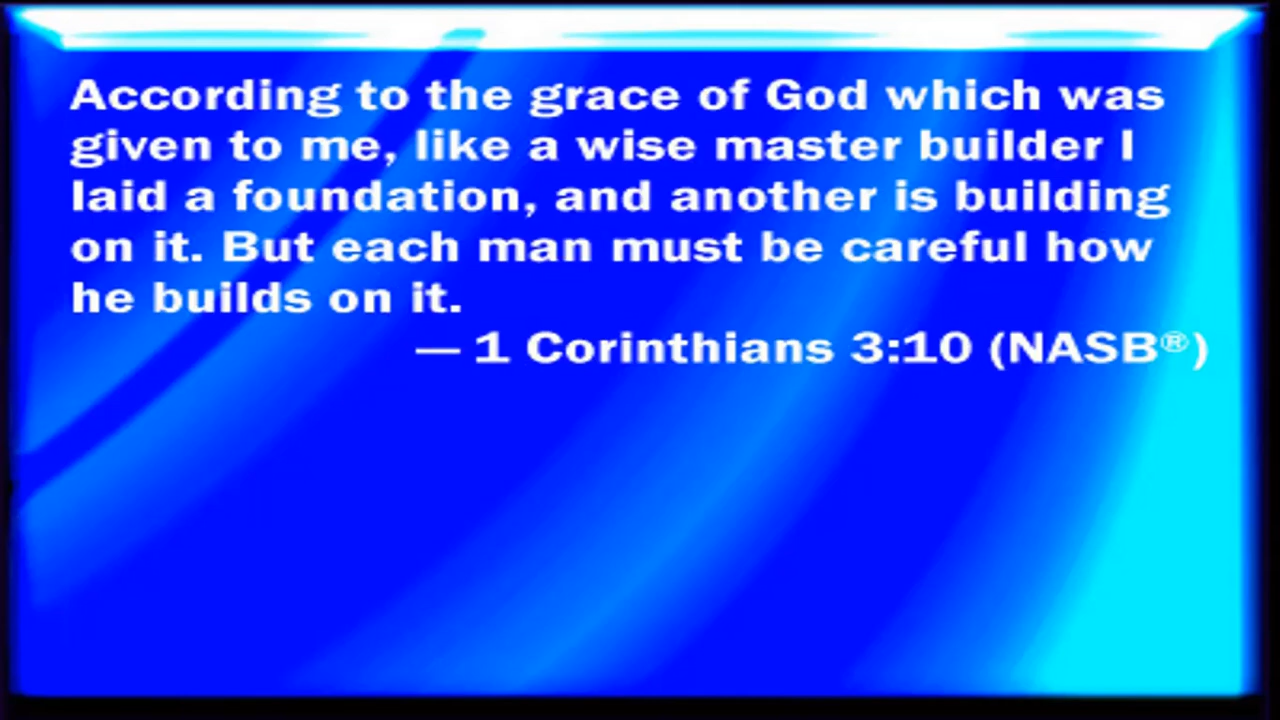 According to the grace of God which was
given to me, like a wise master builder I
laid a foundation, and another is building
on it. But each man must be careful how
he builds on it.
— 1 Corinthians 3:10 (NASB®)